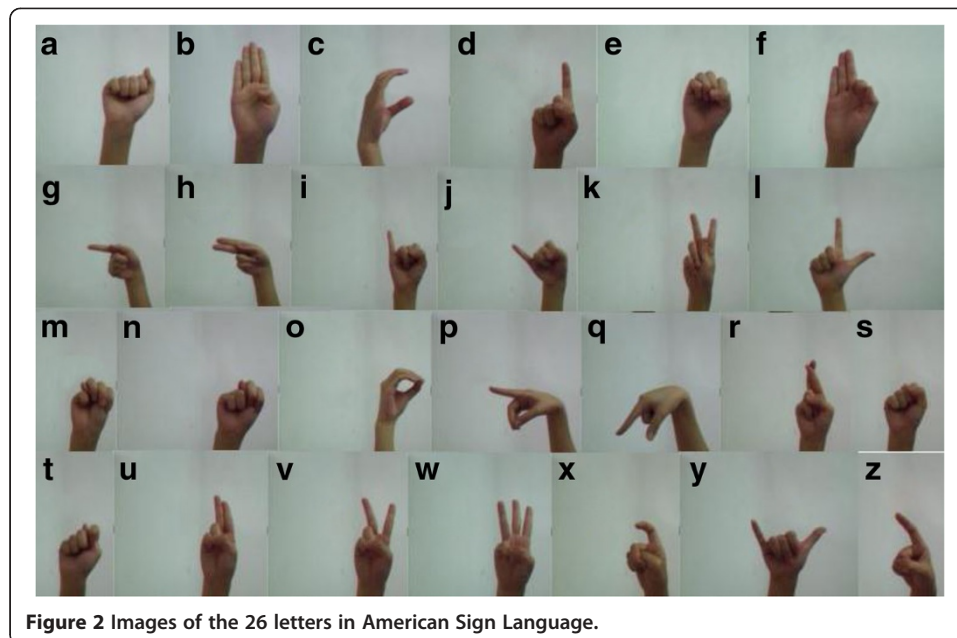 a b c d e f
g h i j k l
m n o p q r s
t u v w x y z
Figure 2 Images of the 26 letters in American Sign Language.